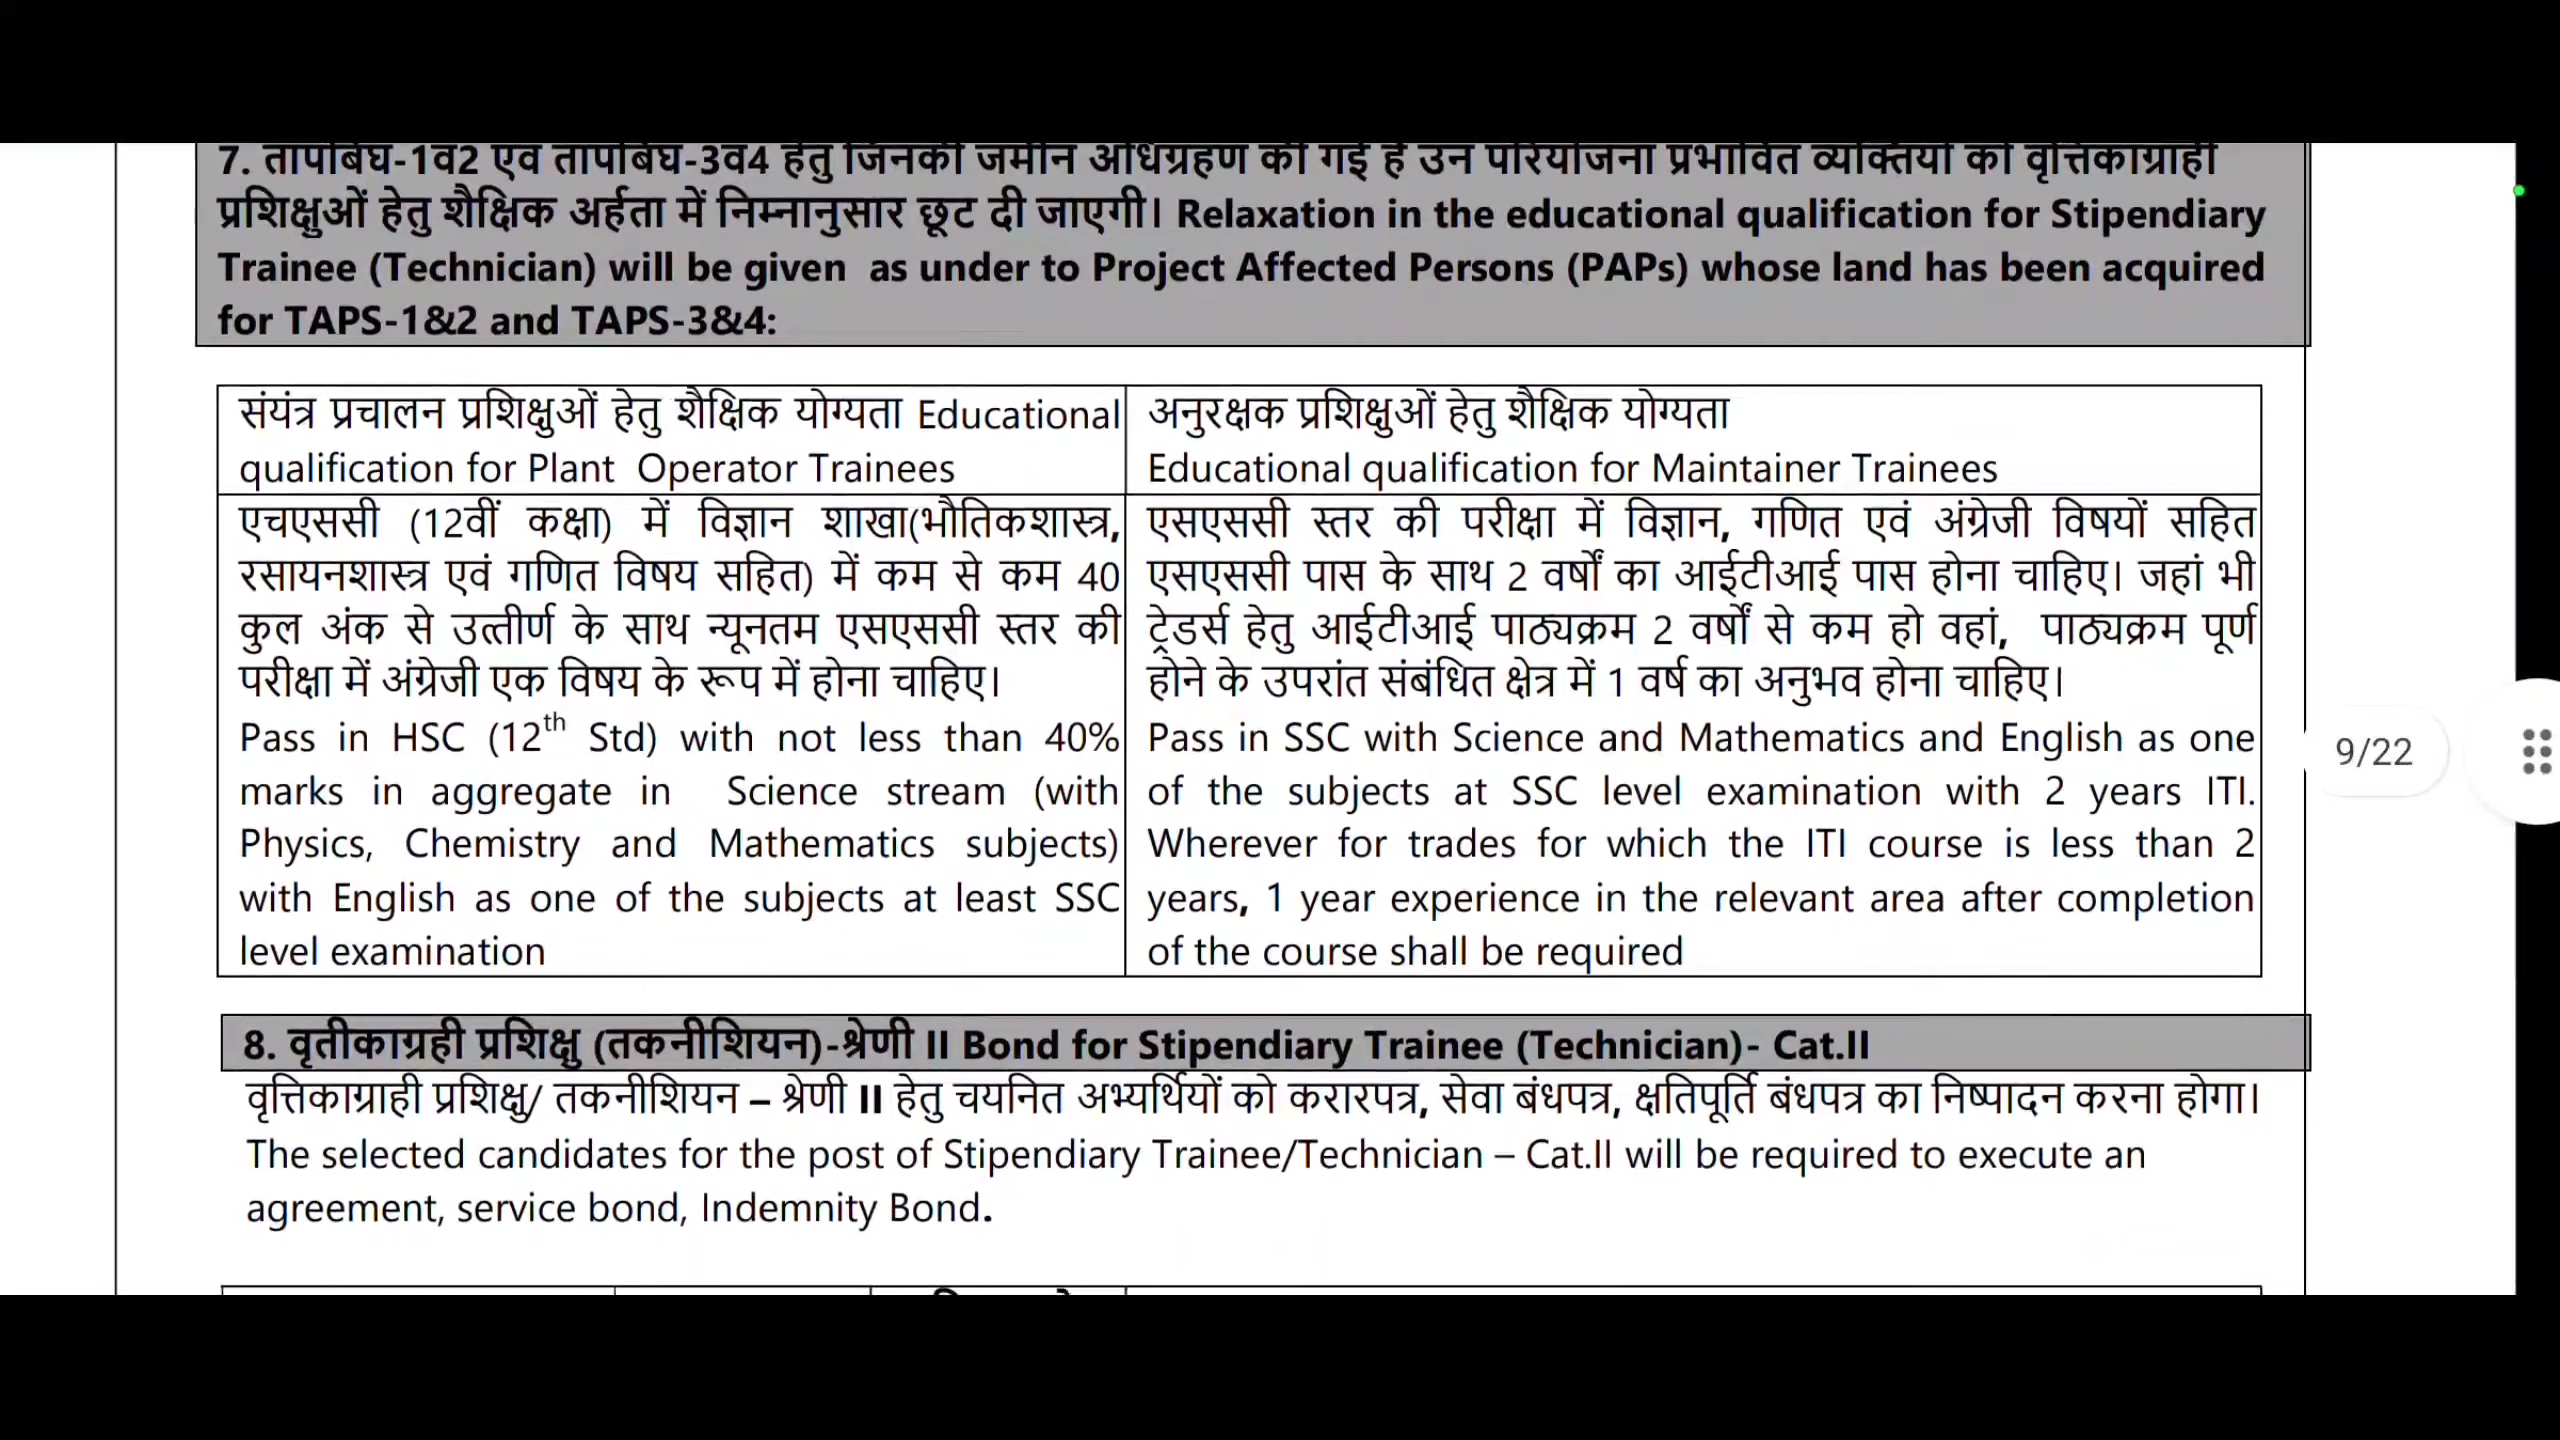 7. तापबिघ-1व2 एवं तापबिघ-3व4 हेतु जिनकी जमीन अधिग्रहण की गई है उन परियोजना प्रभावित व्यक्तियों को वृत्तिकाग्राही
प्रशिक्षुओं हेतु शैक्षिक अर्हता में निम्नानुसार छूट दी जाएगी। Relaxation in the educational qualification for Stipendiary
Trainee (Technician) will be given as under to Project Affected Persons (PAPs) whose land has been acquired
for TAPS-1&2 and TAPS-3&4:
संयंत्र प्रचालन प्रशिक्षुओं हेतु शैक्षिक योग्यता Educational
qualification for Plant Operator Trainees
अनुरक्षक प्रशिक्षुओं हेतु शैक्षिक योग्यता
Educational qualification for Maintainer Trainees
एचएससी (12वीं कक्षा) में विज्ञान शाखा(भौतिकशास्त्र,
रसायनशास्त्र एवं गणित विषय सहित) में कम से कम 40
कुल अंक से उत्तीर्ण के साथ न्यूनतम एसएससी स्तर की
परीक्षा में अंग्रेजी एक विषय के रूप में होना चाहिए।
Pass in HSC (12th Std) with not less than 40%
marks in aggregate in Science stream (with
Physics, Chemistry and Mathematics subjects)
with English as one of the subjects at least SSC
level examination
एसएससी स्तर की परीक्षा में विज्ञान, गणित एवं अंग्रेजी विषयों सहित
एसएससी पास के साथ 2 वर्षों का आईटीआई पास होना चाहिए। जहां भी
ट्रेडर्स हेतु आईटीआई पाठ्यक्रम 2 वर्षों से कम हो वहां, पाठ्यक्रम पूर्ण
होने के उपरांत संबंधित क्षेत्र में 1 वर्ष का अनुभव होना चाहिए।
Pass in SSC with Science and Mathematics and English as one
of the subjects at SSC level examination with 2 years ITI.
Wherever for trades for which the ITI course is less than 2
years, 1 year experience in the relevant area after completion
of the course shall be required
9/22
8. वृतीकाग्रही प्रशिक्षु (तकनीशियन)-श्रेणी II Bond for Stipendiary Trainee (Technician)- Cat.II
वृत्तिकाग्राही प्रशिक्षु/ तकनीशियन – श्रेणी II हेतु चयनित अभ्यर्थियों को करारपत्र, सेवा बंधपत्र, क्षतिपूर्ति बंधपत्र का निष्पादन करना होगा।
The selected candidates for the post of Stipendiary Trainee/Technician – Cat.II will be required to execute an
agreement, service bond, Indemnity Bond.